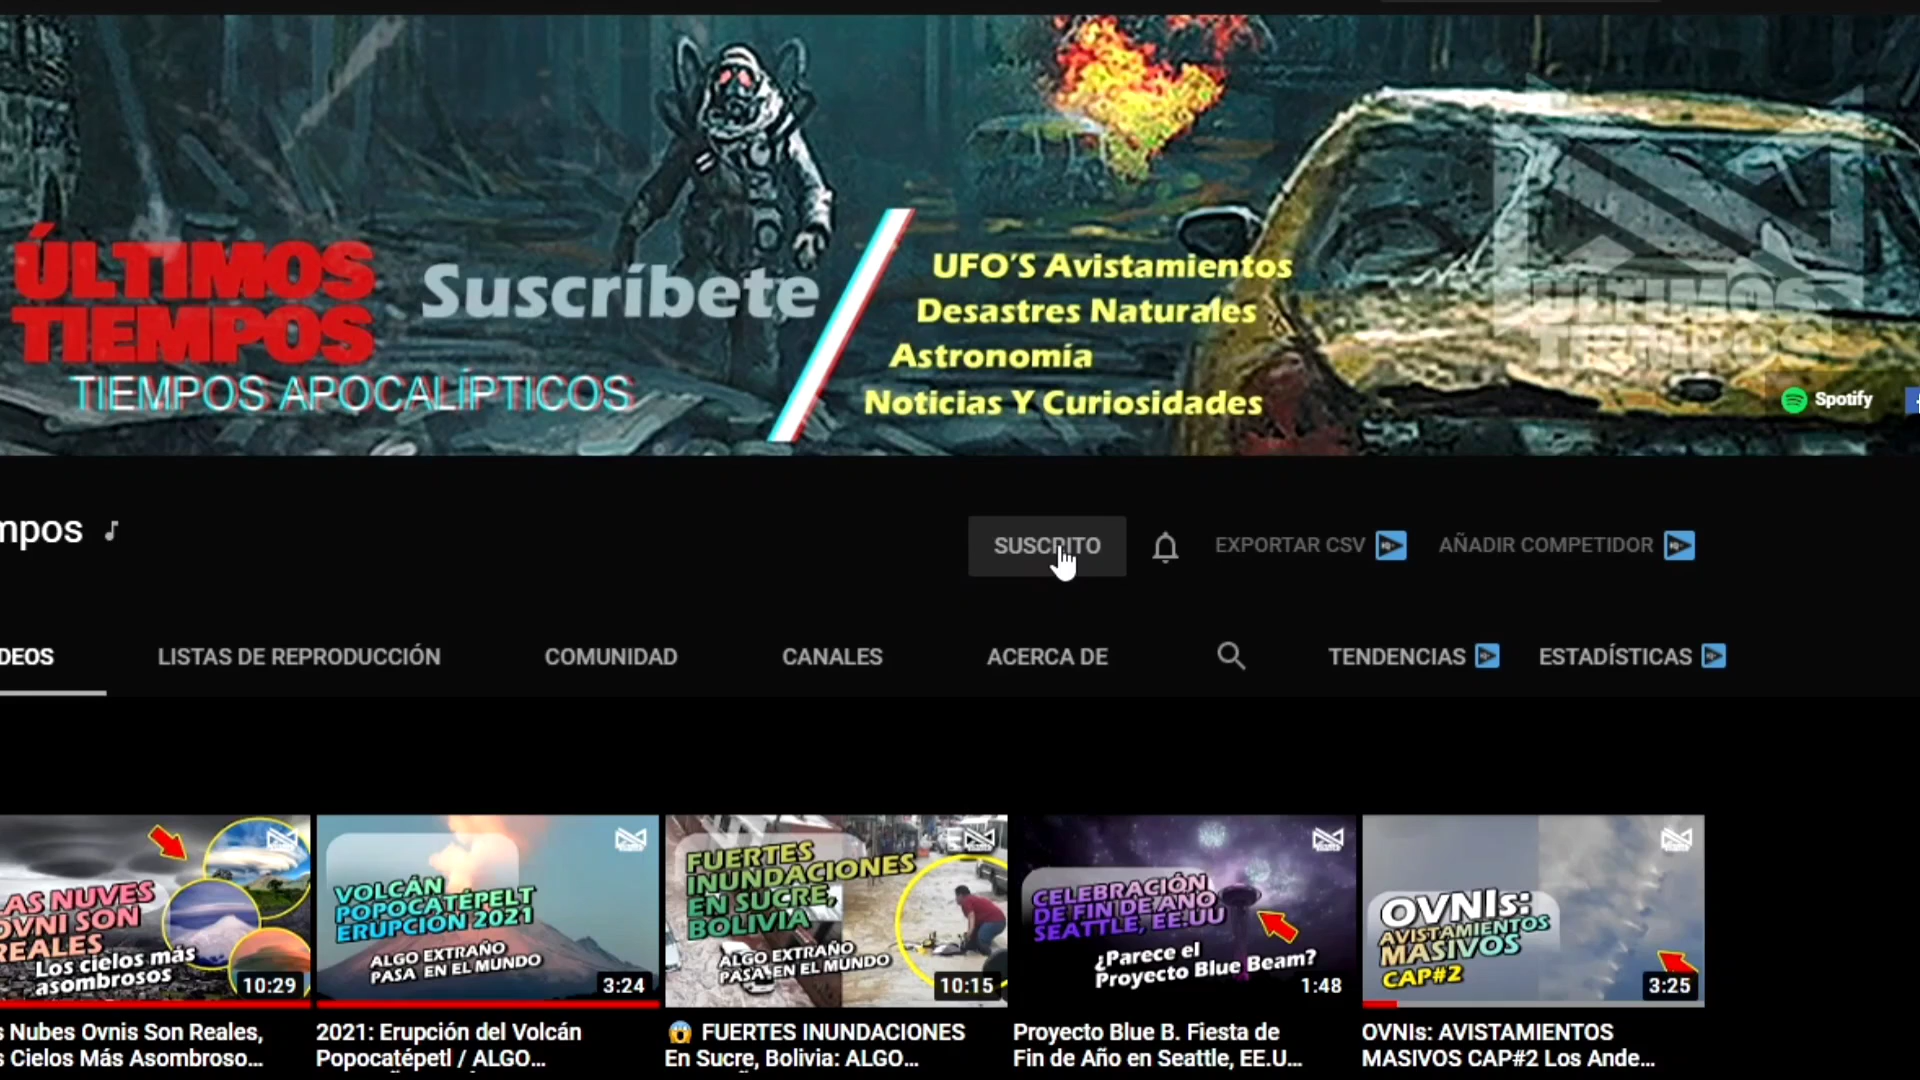 ÚLTIMOS
TIEMPOS
TIEMPOS APOCALÍPTICOS
Suscríbete
UFO'S Avistamientos
Desastres Naturales
Astronomía
Noticias Y Curiosidades
ULTIMOS
TIEMPOS
Spotify
mpos
SUSCRITO
EXPORTAR CSV
AÑADIR COMPETIDOR
DEOS
LISTAS DE REPRODUCCIÓN
COMUNIDAD
CANALES
ACERCA DE
TENDENCIAS
ESTADÍSTICAS
LAS NUVES
OVNI SON
REALES
Los cielos más
asombrosos
10:29
VOLCÁN
POPOCATÉPELT
ERUPCIÓN 2021
ALGO EXTRAÑO
PASA EN EL MUNDO
3:24
FUERTES
INUNDACIONES
EN SUCRE,
BOLIVIA
ALGO EXTRAÑO
PASA EN EL MUNDO
10:15
CELEBRACIÓN
DE FIN DE AÑO
SEATTLE, EE.UU
¿Parece el
Proyecto Blue Beam?
1:48
OVNIs:
AVISTAMIENTOS
MASIVOS
CAP#2
3:25
s Nubes Ovnis Son Reales,
s Cielos Más Asombroso...
2021: Erupción del Volcán
Popocatépetl / ALGO...
😱 FUERTES INUNDACIONES
En Sucre, Bolivia: ALGO...
Proyecto Blue B. Fiesta de
Fin de Año en Seattle, EE.U...
OVNIs: AVISTAMIENTOS
MASIVOS CAP#2 Los Ande...